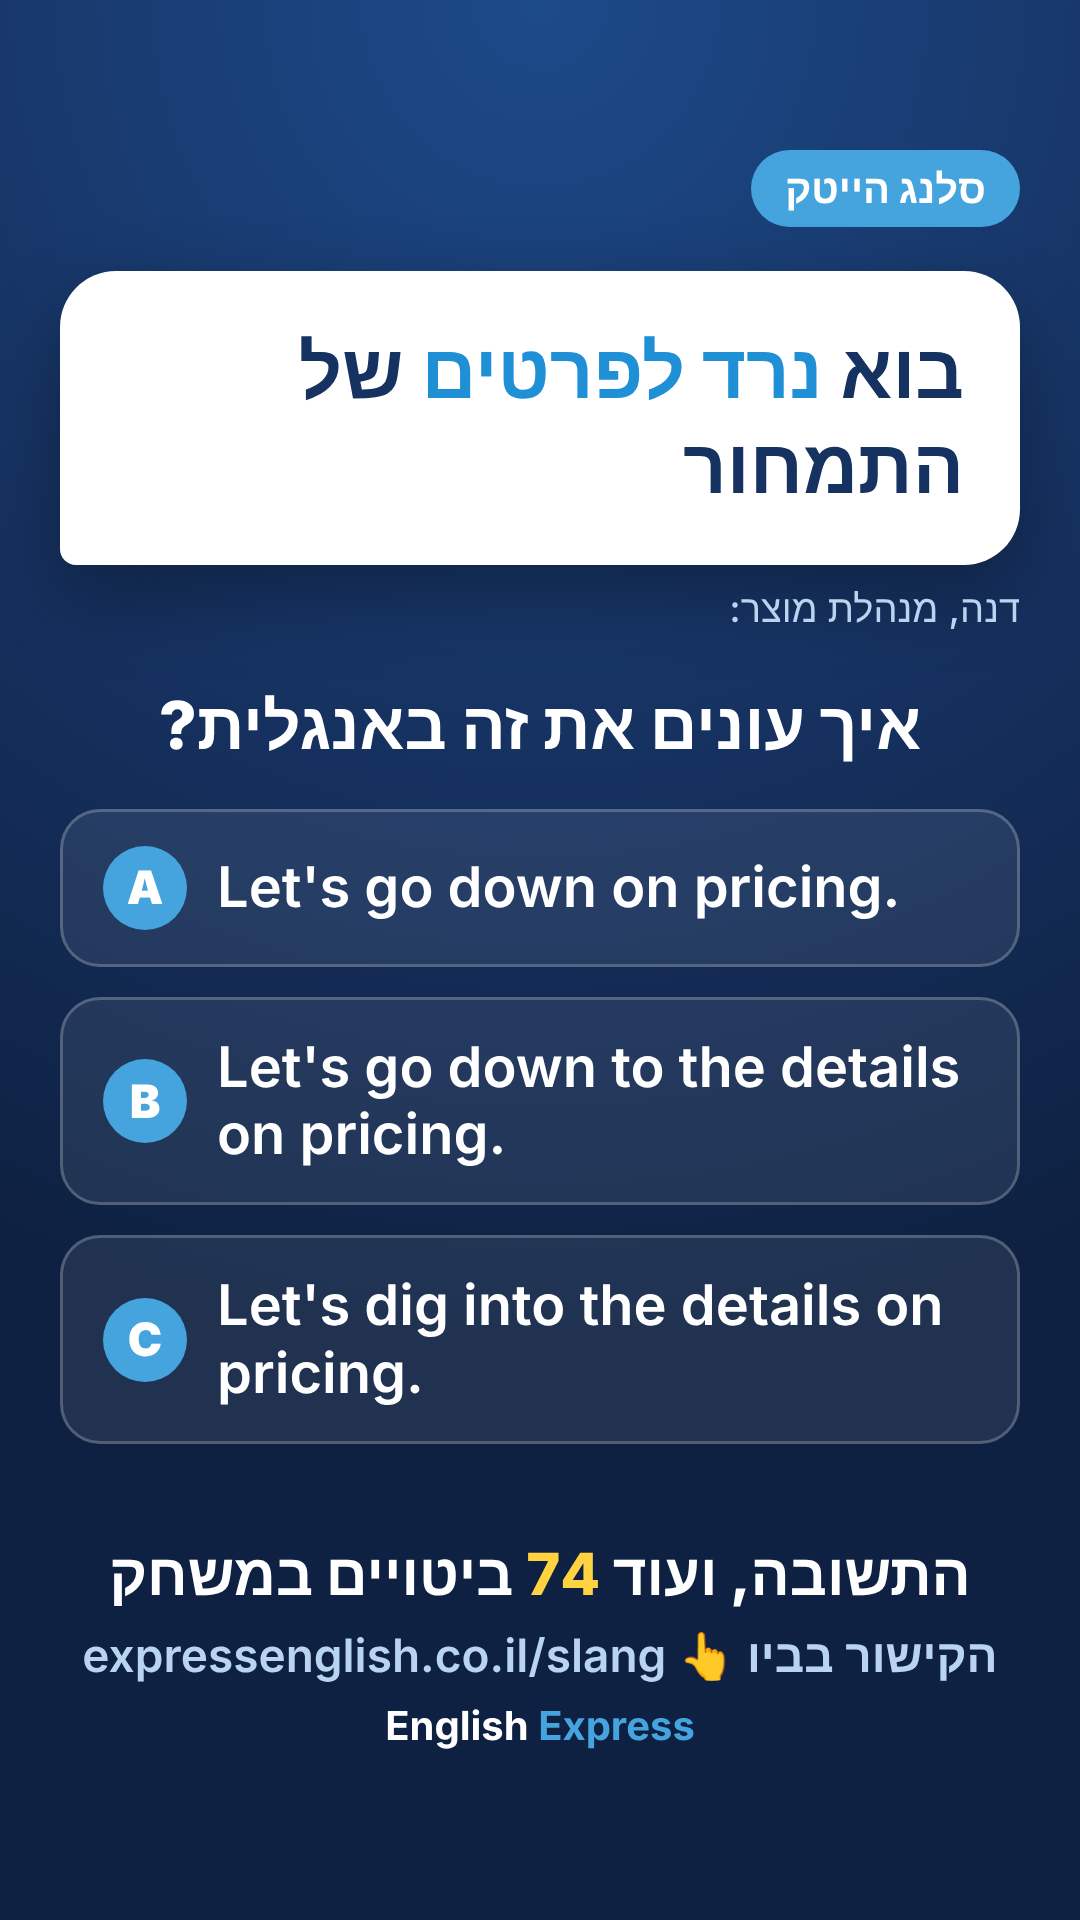 סלנג הייטק
בוא נרד לפרטים של
התמחור
דנה, מנהלת מוצר:
איך עונים את זה באנגלית?
A Let's go down on pricing.
B Let's go down to the details
on pricing.
C Let's dig into the details on
pricing.
התשובה, ועוד 74 ביטויים במשחק
הקישור בביו 👆 expressenglish.co.il/slang
English Express